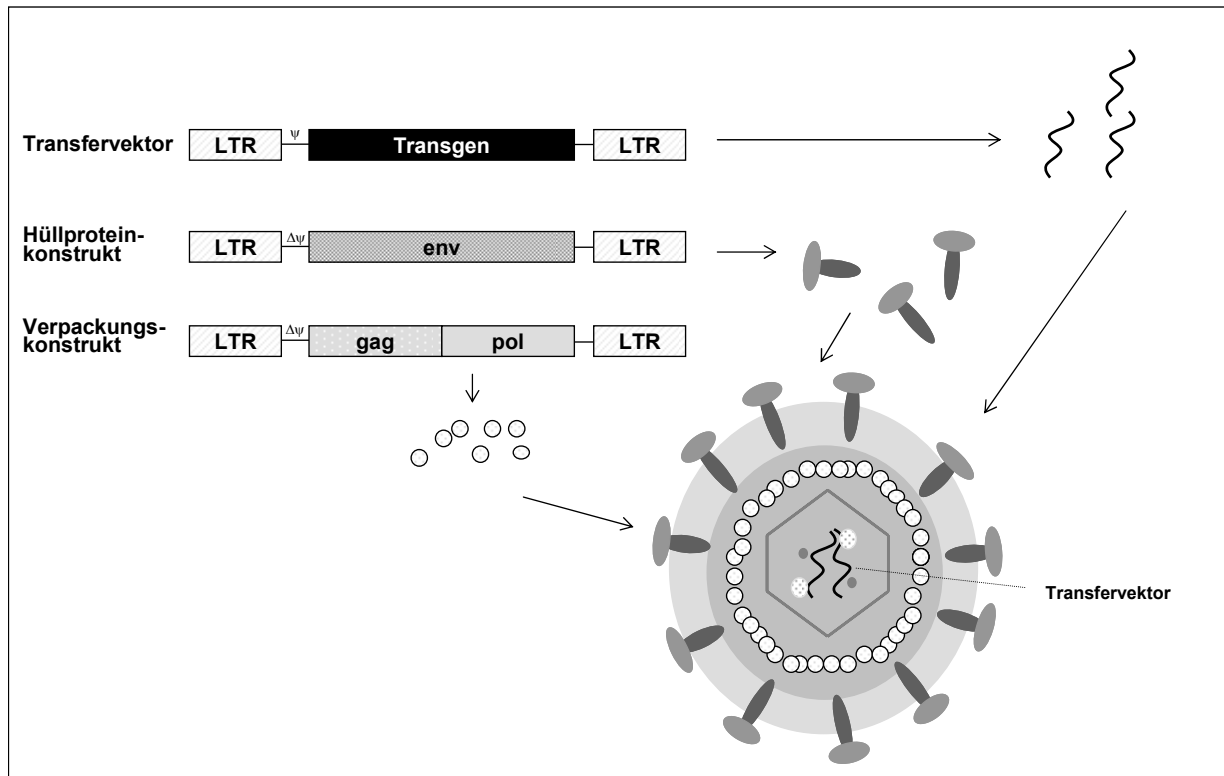 Transfervektor
LTR
ψ
Transgen
LTR
Hüllprotein-
konstrukt
LTR
Δψ
env
LTR
Verpackungs-
konstrukt
LTR
Δψ
gag
pol
LTR
Transfervektor